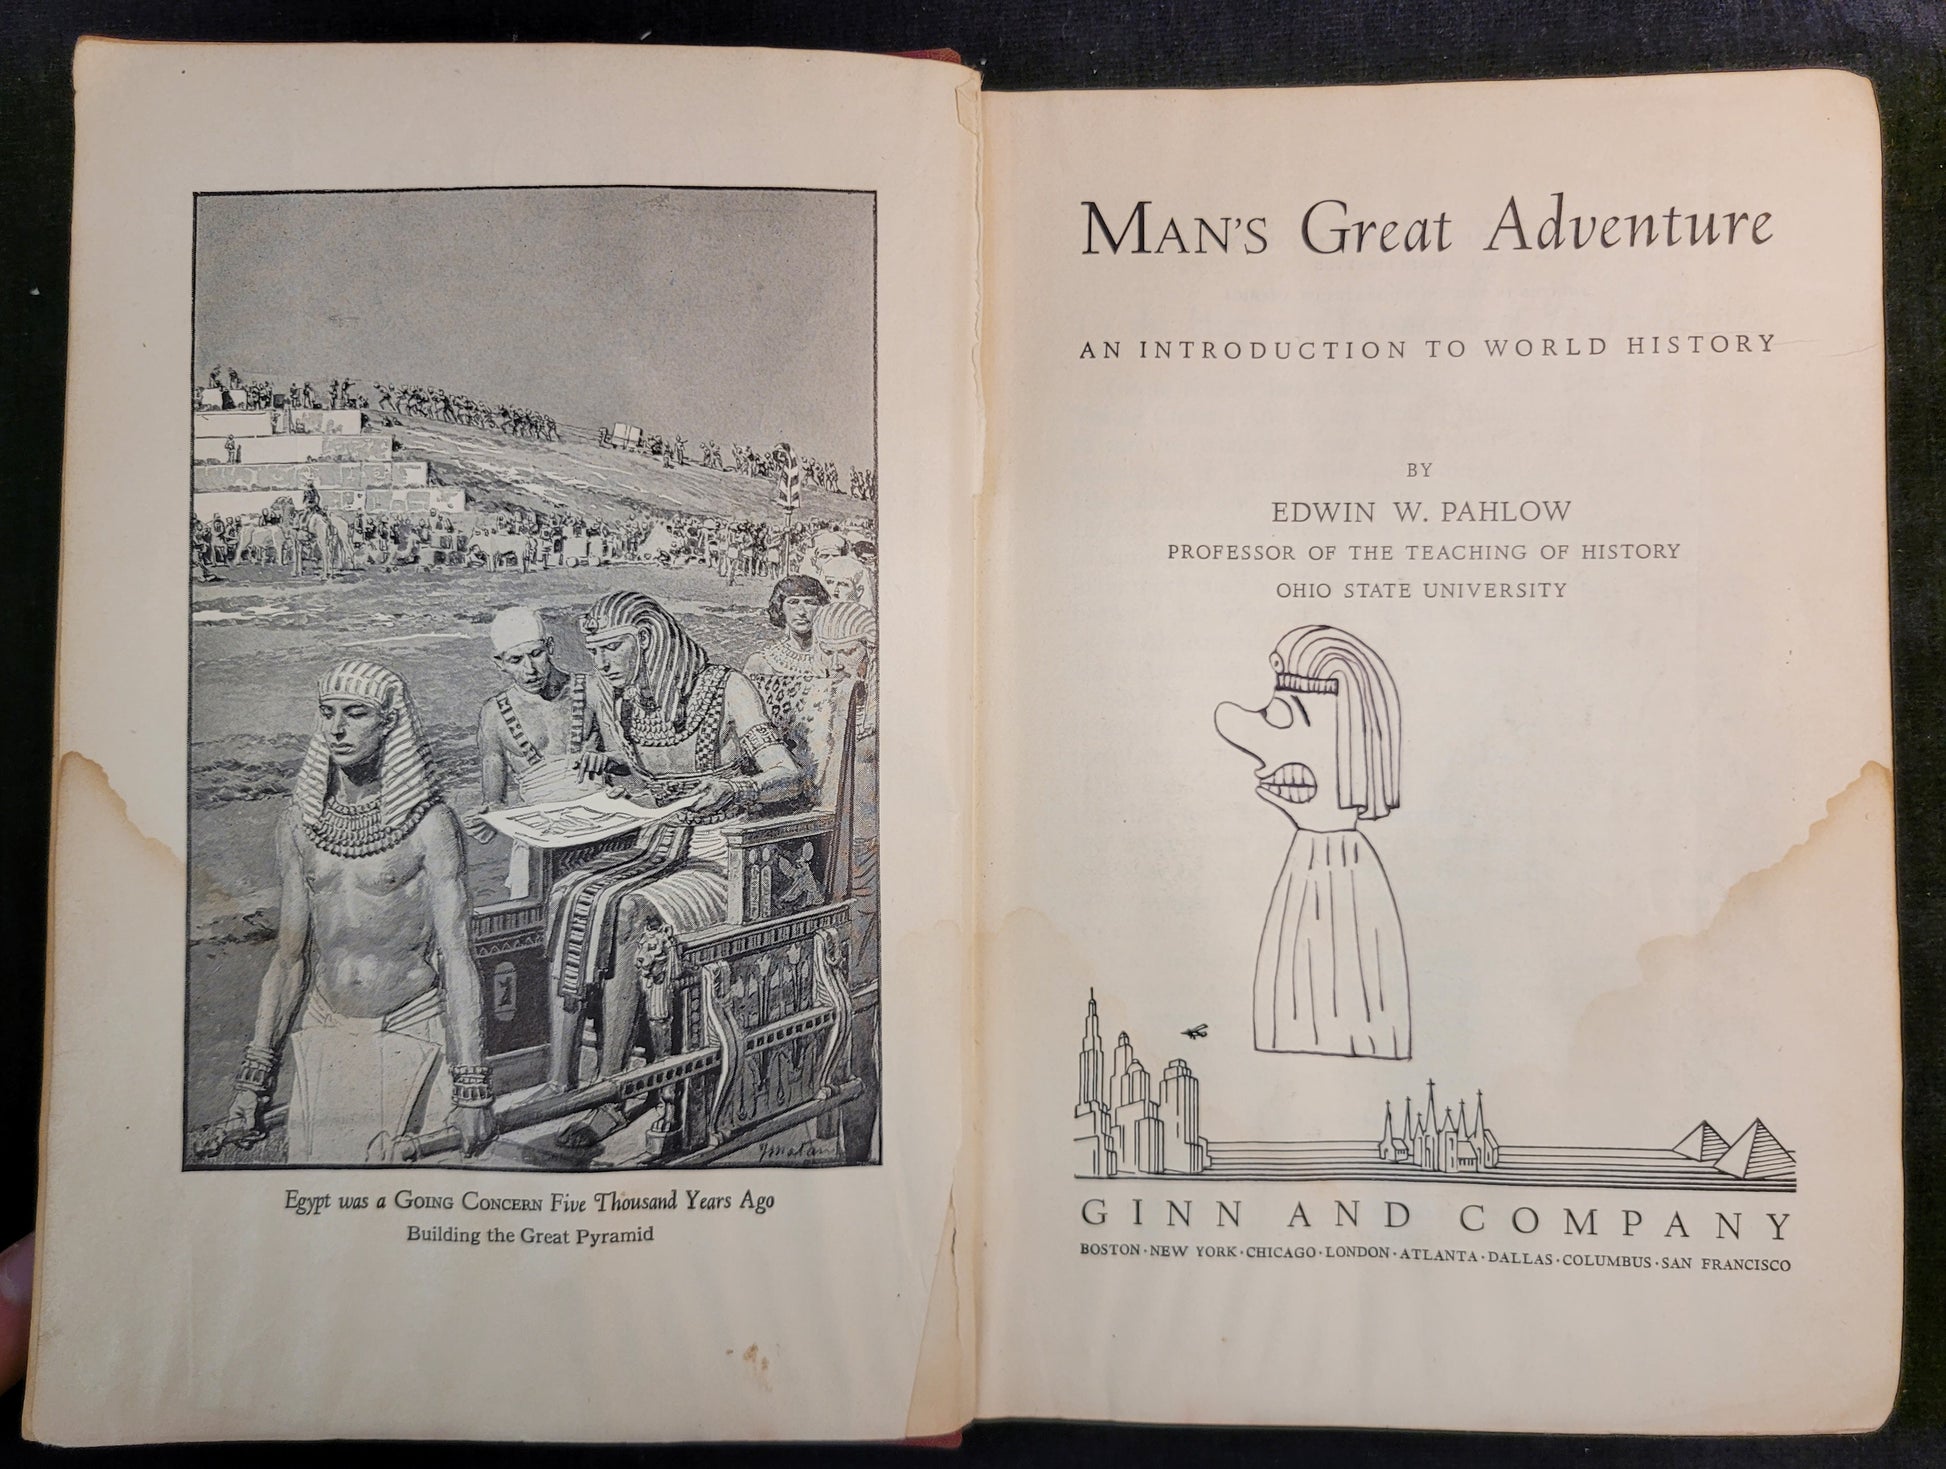 Egypt was a GOING CONCERN Five Thousand Years Ago
Building the Great Pyramid
MAN'S Great Adventure
AN INTRODUCTION TO WORLD HISTORY
BY
EDWIN W. PAHLOW
PROFESSOR OF THE TEACHING OF HISTORY
OHIO STATE UNIVERSITY
GINN AND COMPANY
BOSTON · NEW YORK · CHICAGO · LONDON · ATLANTA · DALLAS · COLUMBUS · SAN FRANCISCO